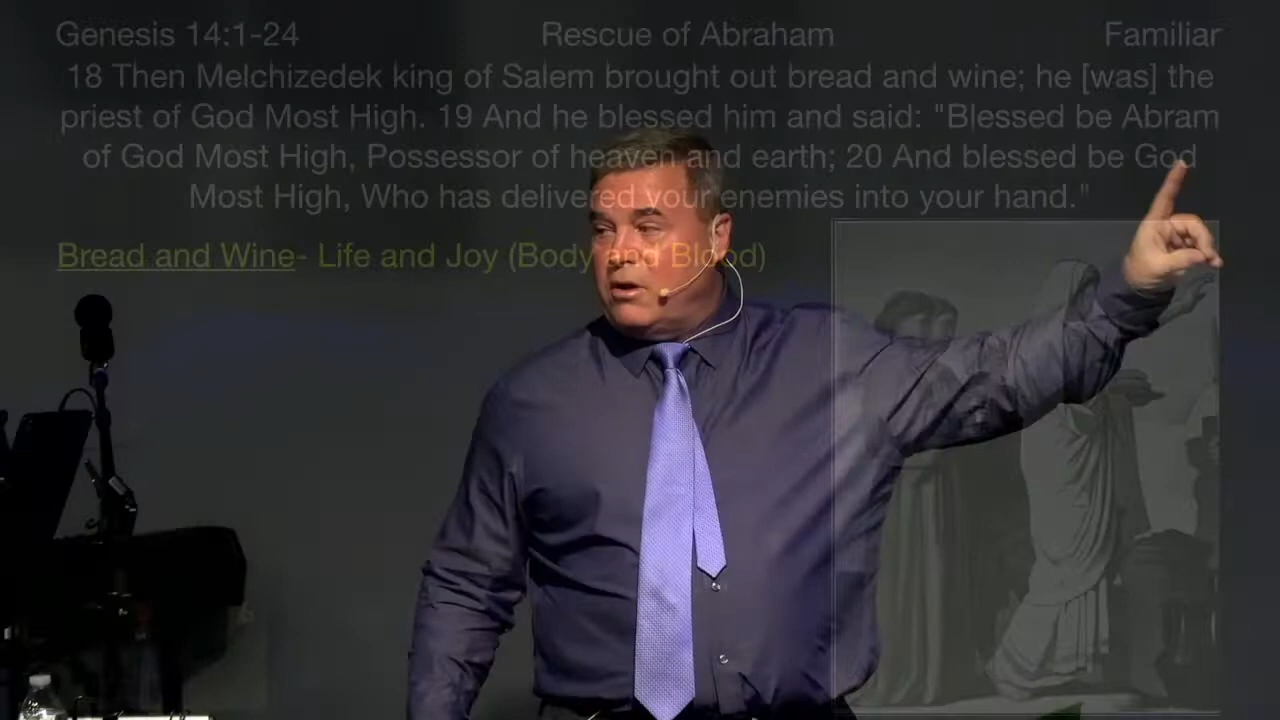 Genesis 14:1-24 Rescue of Abraham Familiar
18 Then Melchizedek king of Salem brought out bread and wine; he [was] the
priest of God Most High. 19 And he blessed him and said: "Blessed be Abram
of God Most High, Possessor of heaven and earth; 20 And blessed be God
Most High, Who has delivered your enemies into your hand."
Bread and Wine- Life and Joy (Body and Blood)